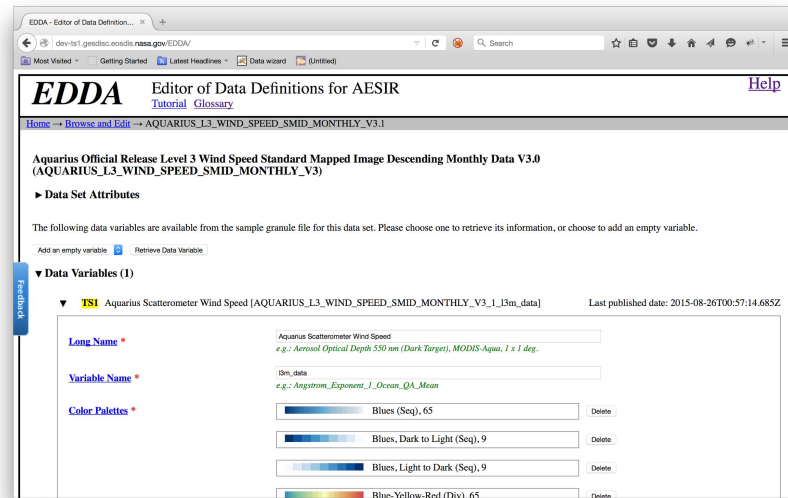 EDDA - Editor of Data Definition...
dev-ts1.gesdisc.eosdis.nasa.gov/EDDA/
Search
Most Visited Getting Started Latest Headlines Data wizard (Untitled)
EDDA Editor of Data Definitions for AESIR Help
Tutorial Glossary
Home → Browse and Edit → AQUARIUS_L3_WIND_SPEED_SMID_MONTHLY_V3.1
Aquarius Official Release Level 3 Wind Speed Standard Mapped Image Descending Monthly Data V3.0
(AQUARIUS_L3_WIND_SPEED_SMID_MONTHLY_V3)
►Data Set Attributes
The following data variables are available from the sample granule file for this data set. Please choose one to retrieve its information, or choose to add an empty variable.
Add an empty variable Retrieve Data Variable
▼Data Variables (1)
Feedback
▼ TS1 Aquarius Scatterometer Wind Speed [AQUARIUS_L3_WIND_SPEED_SMID_MONTHLY_V3_1_l3m_data] Last published date: 2015-08-26T00:57:14.685Z
Long Name * Aquarius Scatterometer Wind Speed
e.g.: Aerosol Optical Depth 550 nm (Dark Target), MODIS-Aqua, 1 x 1 deg.
Variable Name * l3m_data
e.g.: Angstrom_Exponent_1_Ocean_QA_Mean
Color Palettes * Blues (Seq), 65 Delete
Blues, Dark to Light (Seq), 9 Delete
Blues, Light to Dark (Seq), 9 Delete
Blue-Yellow-Red (Div), 65 Delete